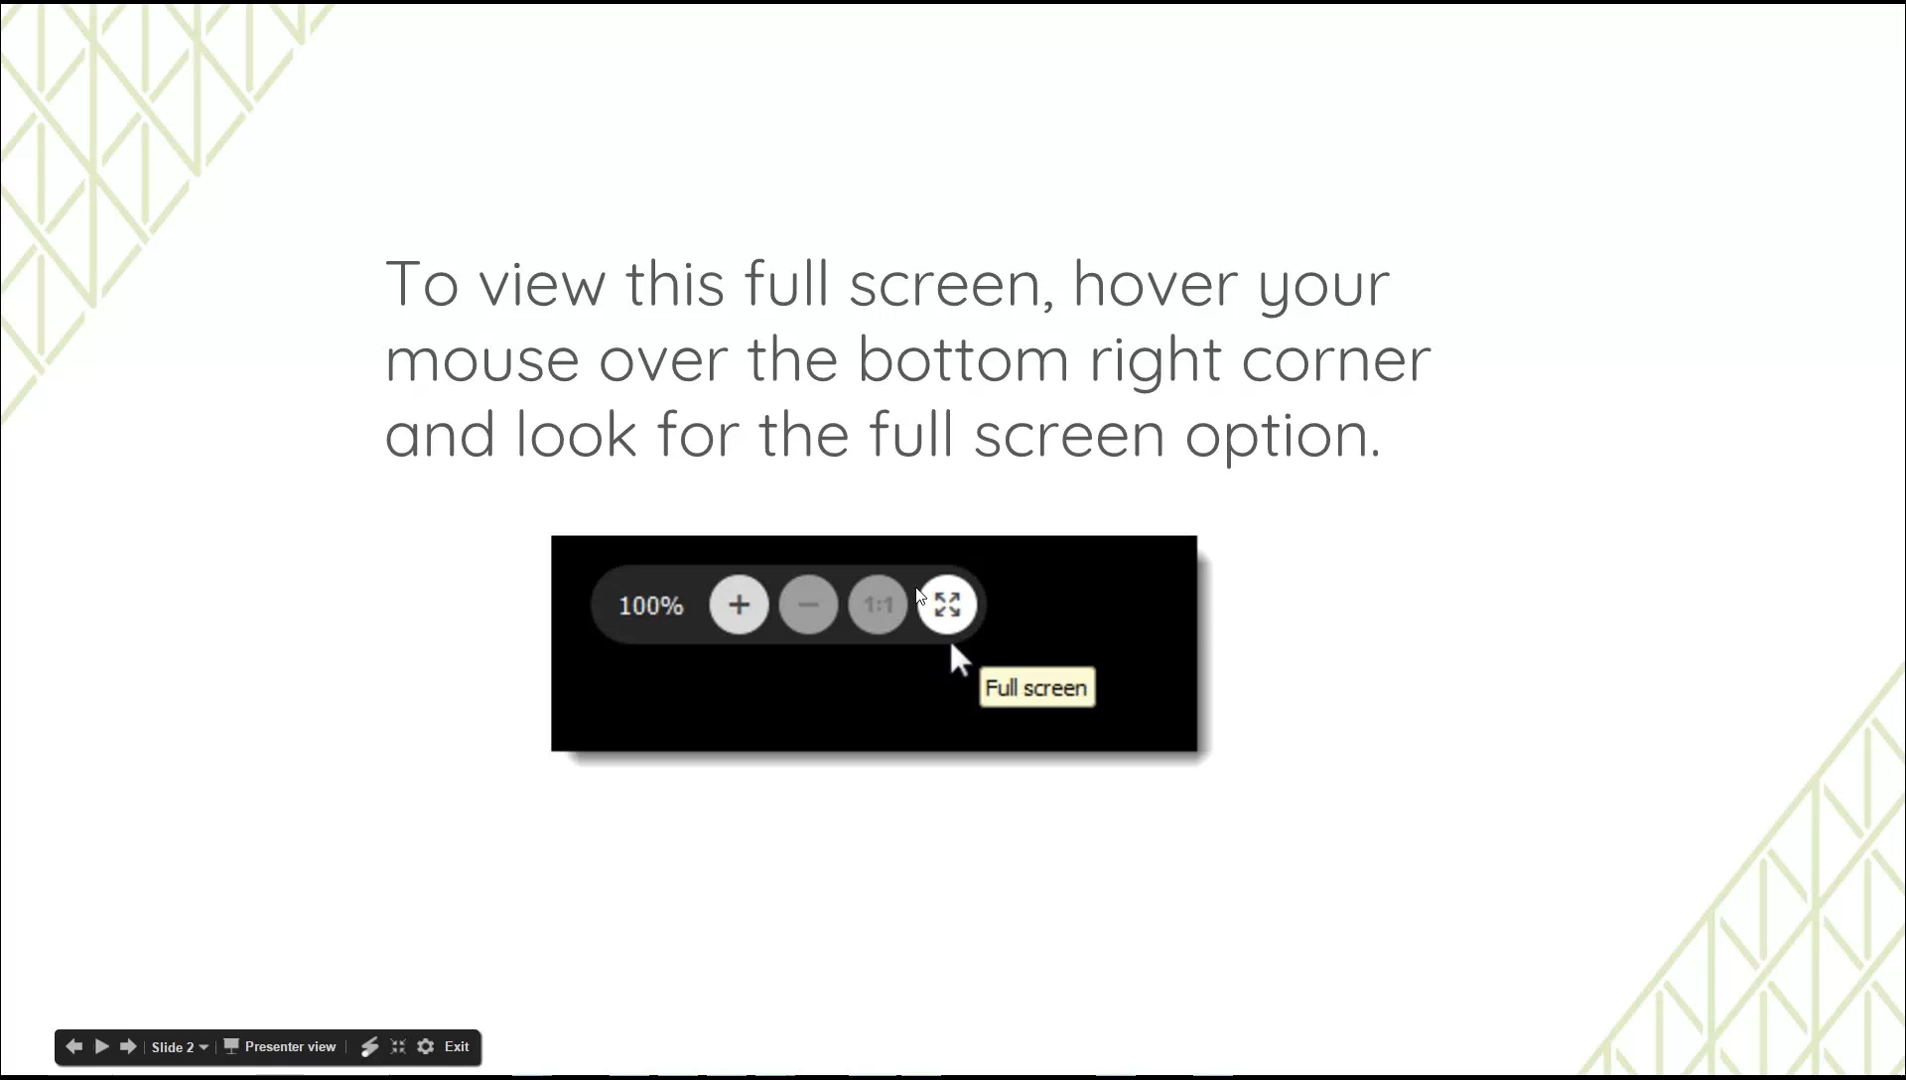 To view this full screen, hover your
mouse over the bottom right corner
and look for the full screen option.
100% + − 1:1
Full screen
Slide 2 Presenter view Exit